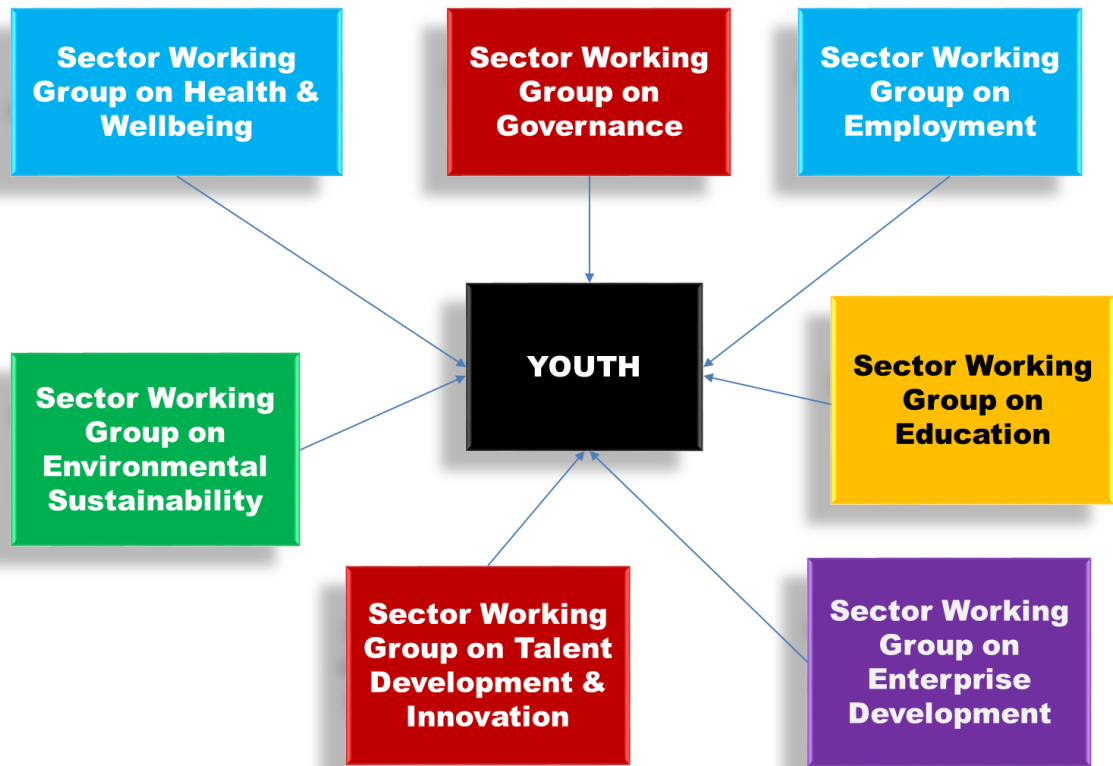 Sector Working
Group on Health &
Wellbeing
Sector Working
Group on
Governance
Sector Working
Group on
Employment
YOUTH
Sector Working
Group on
Environmental
Sustainability
Sector Working
Group on
Education
Sector Working
Group on Talent
Development &
Innovation
Sector Working
Group on
Enterprise
Development